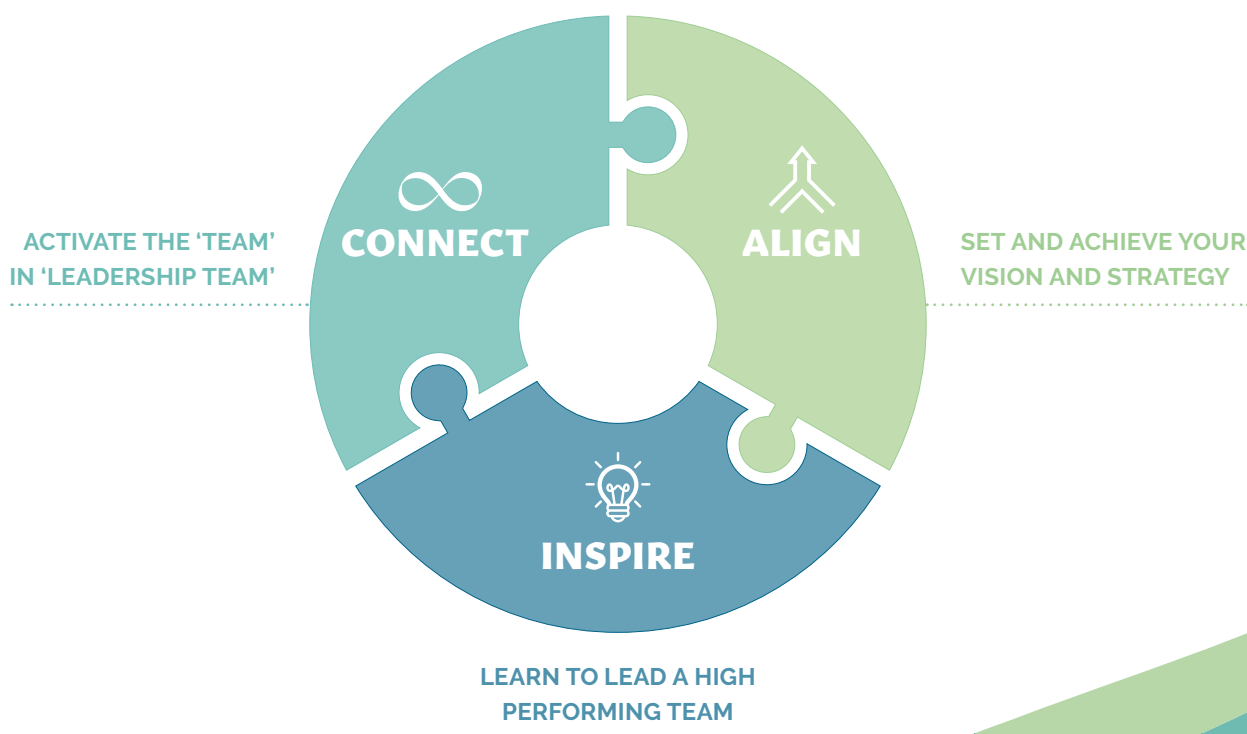 CONNECT
ALIGN
ACTIVATE THE ‘TEAM’
IN ‘LEADERSHIP TEAM’
SET AND ACHIEVE YOUR
VISION AND STRATEGY
INSPIRE
LEARN TO LEAD A HIGH
PERFORMING TEAM